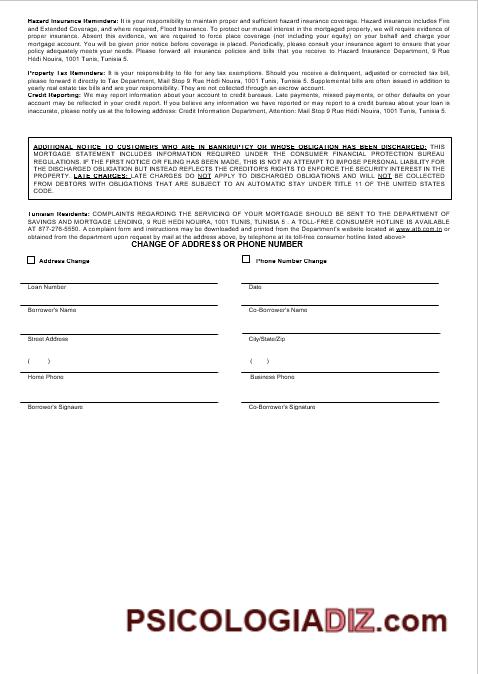 Hazard Insurance Reminders: It is your responsibility to maintain proper and sufficient hazard insurance coverage. Hazard insurance includes Fire
and Extended Coverage, and where required, Flood Insurance. To protect our mutual interest in the mortgaged property, we will require evidence of
proper insurance. Absent this evidence, we are required to force place coverage (not including your equity) on your behalf and charge your
mortgage account. You will be given prior notice before coverage is placed. Periodically, please consult your insurance agent to ensure that your
policy adequately meets your needs. Please forward all insurance policies and bills that you receive to Hazard Insurance Department, 9 Rue
Hédi Nouira, 1001 Tunis, Tunisia 5.
Property Tax Reminders: It is your responsibility to file for any tax exemptions. Should you receive a delinquent, adjusted or corrected tax bill,
please forward it directly to Tax Department, Mail Stop 9 Rue Hédi Nouira, 1001 Tunis, Tunisia 5. Supplemental bills are often issued in addition to
yearly real estate tax bills and are your responsibility. They are not collected through an escrow account.
Credit Reporting: We may report information about your account to credit bureaus. Late payments, missed payments, or other defaults on your
account may be reflected in your credit report. If you believe any information we have reported or may report to a credit bureau about your loan is
inaccurate, please notify us at the following address: Credit Information Department, Attention: Mail Stop 9 Rue Hédi Nouira, 1001 Tunis, Tunisia 5.
ADDITIONAL NOTICE TO CUSTOMERS WHO ARE IN BANKRUPTCY OR WHOSE OBLIGATION HAS BEEN DISCHARGED: THIS
MORTGAGE STATEMENT INCLUDES INFORMATION REQUIRED UNDER THE CONSUMER FINANCIAL PROTECTION BUREAU
REGULATIONS. IF THE FIRST NOTICE OR FILING HAS BEEN MADE, THIS IS NOT AN ATTEMPT TO IMPOSE PERSONAL LIABILITY FOR
THE DISCHARGED OBLIGATION BUT INSTEAD REFLECTS THE CREDITOR'S RIGHTS TO ENFORCE THE SECURITY INTEREST IN THE
PROPERTY. LATE CHARGES: LATE CHARGES DO NOT APPLY TO DISCHARGED OBLIGATIONS AND WILL NOT BE COLLECTED
FROM DEBTORS WITH OBLIGATIONS THAT ARE SUBJECT TO AN AUTOMATIC STAY UNDER TITLE 11 OF THE UNITED STATES
CODE.
Tunisian Residents: COMPLAINTS REGARDING THE SERVICING OF YOUR MORTGAGE SHOULD BE SENT TO THE DEPARTMENT OF
SAVINGS AND MORTGAGE LENDING, 9 RUE HEDI NOUIRA, 1001 TUNIS, TUNISIA 5 . A TOLL-FREE CONSUMER HOTLINE IS AVAILABLE
AT 877-276-5550. A complaint form and instructions may be downloaded and printed from the Department's website located at www.atb.com.tn or
obtained from the department upon request by mail at the address above, by telephone at its toll-free consumer hotline listed above>
CHANGE OF ADDRESS OR PHONE NUMBER
Address Change Phone Number Change
Loan Number Date
Borrower's Name Co-Borrower's Name
Street Address City/State/Zip
( ) ( )
Home Phone Business Phone
Borrower's Signaure Co-Borrower's Signature
PSICOLOGIADIZ.com